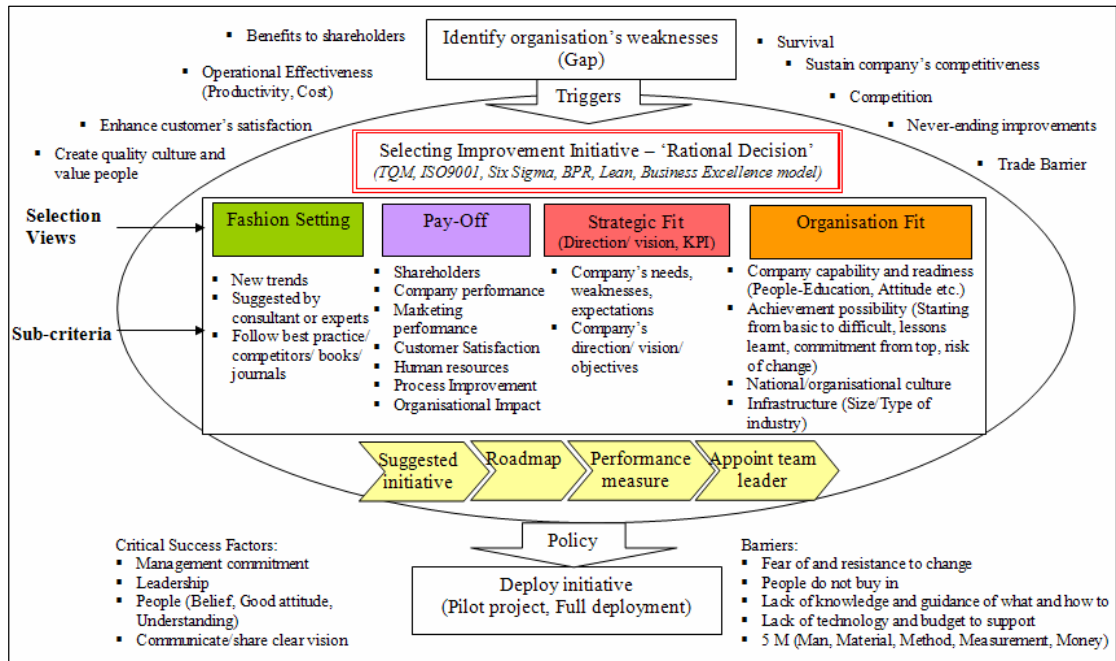 ▪ Benefits to shareholders
▪ Operational Effectiveness
(Productivity, Cost)
▪ Enhance customer's satisfaction
▪ Create quality culture and
value people
Identify organisation's weaknesses
(Gap)
Triggers
▪ Survival
▪ Sustain company's competitiveness
▪ Competition
▪ Never-ending improvements
▪ Trade Barrier
Selecting Improvement Initiative – 'Rational Decision'
(TQM, ISO9001, Six Sigma, BPR, Lean, Business Excellence model)
Selection
Views
Sub-criteria
Fashion Setting
▪ New trends
▪ Suggested by
consultant or experts
▪ Follow best practice/
competitors/ books/
journals
Pay-Off
▪ Shareholders
▪ Company performance
▪ Marketing
performance
▪ Customer Satisfaction
▪ Human resources
▪ Process Improvement
▪ Organisational Impact
Strategic Fit
(Direction/ vision, KPI)
▪ Company's needs,
weaknesses,
expectations
▪ Company's
direction/ vision/
objectives
Organisation Fit
▪ Company capability and readiness
(People-Education, Attitude etc.)
▪ Achievement possibility (Starting
from basic to difficult, lessons
learnt, commitment from top, risk
of change)
▪ National/organisational culture
▪ Infrastructure (Size/Type of
industry)
Suggested
initiative
Roadmap
Performance
measure
Appoint team
leader
Policy
Deploy initiative
(Pilot project, Full deployment)
Critical Success Factors:
▪ Management commitment
▪ Leadership
▪ People (Belief, Good attitude,
Understanding)
▪ Communicate/share clear vision
Barriers:
▪ Fear of and resistance to change
▪ People do not buy in
▪ Lack of knowledge and guidance of what and how to
▪ Lack of technology and budget to support
▪ 5 M (Man, Material, Method, Measurement, Money)